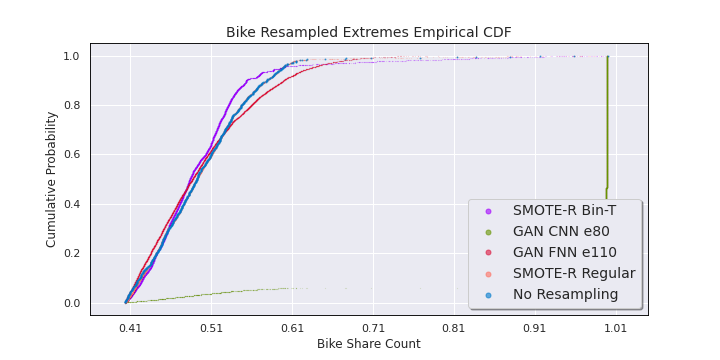 Bike Resampled Extremes Empirical CDF
Cumulative Probability
1.0
0.8
0.6
0.4
0.2
0.0
SMOTE-R Bin-T
GAN CNN e80
GAN FNN e110
SMOTE-R Regular
No Resampling
0.41 0.51 0.61 0.71 0.81 0.91 1.01
Bike Share Count